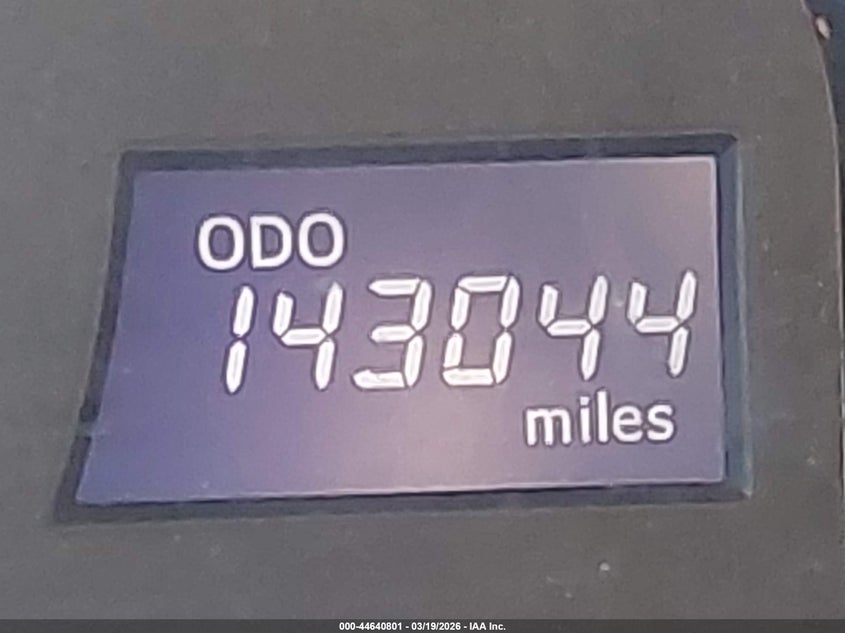 ODO
143044
miles
000-44640801 - 03/19/2026 - IAA Inc.